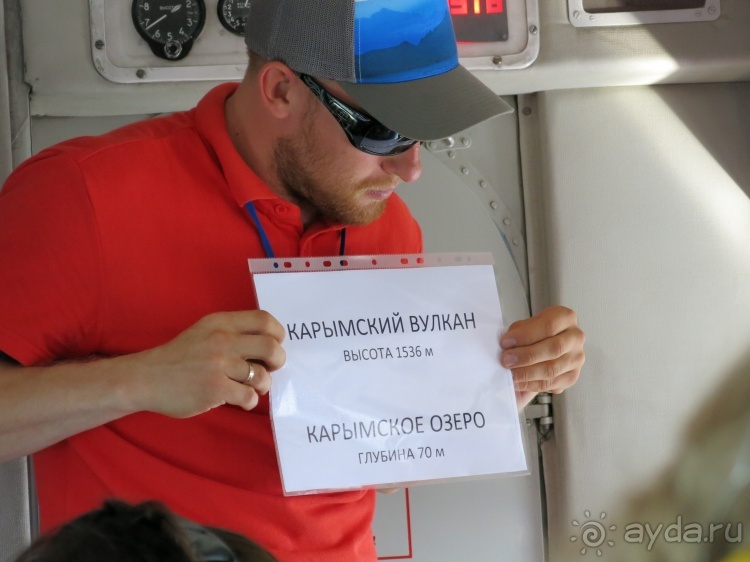 КАРЫМСКИЙ ВУЛКАН
ВЫСОТА 1536 м
КАРЫМСКОЕ ОЗЕРО
ГЛУБИНА 70 м
ayda.ru